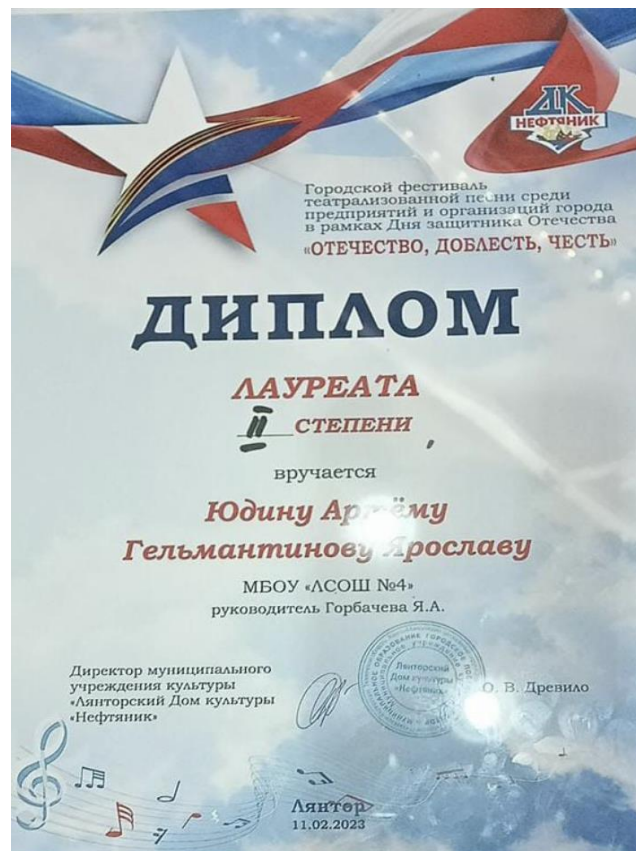 ДК
НЕФТЯНИК
Городской фестиваль
театрализованной песни среди
предприятий и организаций города
в рамках Дня защитника Отечества
«ОТЕЧЕСТВО, ДОБЛЕСТЬ, ЧЕСТЬ»
ДИПЛОМ
ЛАУРЕАТА
II СТЕПЕНИ
вручается
Юдину Артёму
Гельмантинову Ярославу
МБОУ «ЛСОШ №4»
руководитель Горбачева Я.А.
Директор муниципального
учреждения культуры
«Лянторский Дом культуры
«Нефтяник»
Лянторский
Дом культуры
«Нефтяник»
О. В. Древило
Лянтор
11.02.2023